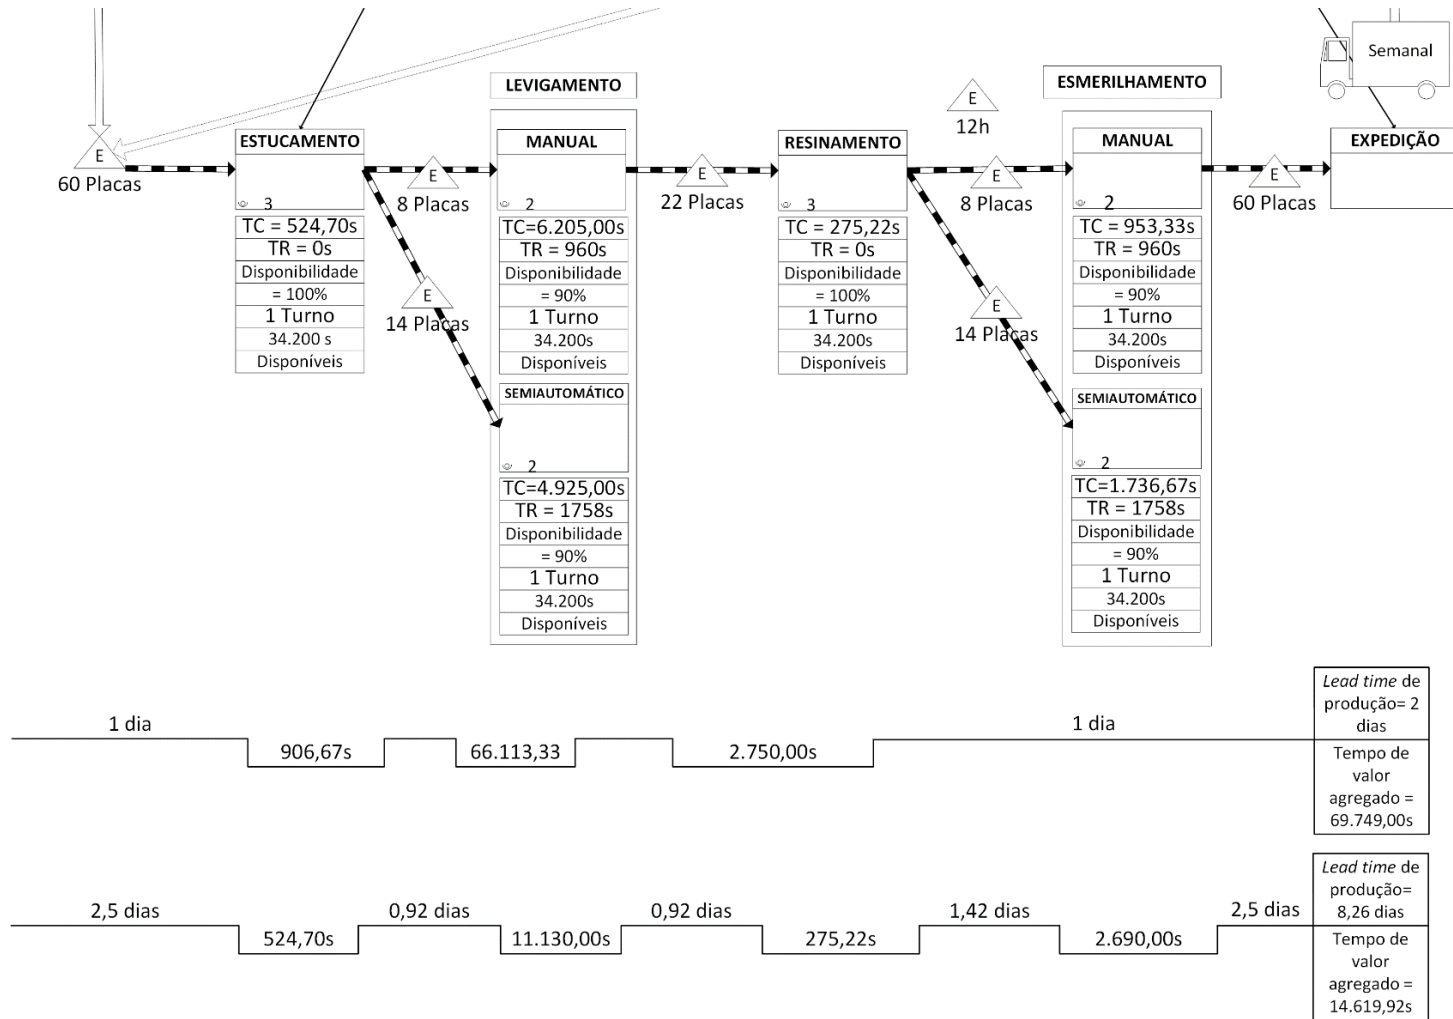 Semanal
LEVIGAMENTO
ESMERILHAMENTO
E
12h
E
60 Placas
ESTUCAMENTO
3
TC = 524,70s
TR = 0s
Disponibilidade
= 100%
1 Turno
34.200 s
Disponíveis
E
8 Placas
E
14 Placas
MANUAL
2
TC=6.205,00s
TR = 960s
Disponibilidade
= 90%
1 Turno
34.200s
Disponíveis
SEMIAUTOMÁTICO
2
TC=4.925,00s
TR = 1758s
Disponibilidade
= 90%
1 Turno
34.200s
Disponíveis
E
22 Placas
RESINAMENTO
3
TC = 275,22s
TR = 0s
Disponibilidade
= 100%
1 Turno
34.200s
Disponíveis
E
8 Placas
E
14 Placas
MANUAL
2
TC = 953,33s
TR = 960s
Disponibilidade
= 90%
1 Turno
34.200s
Disponíveis
SEMIAUTOMÁTICO
2
TC=1.736,67s
TR = 1758s
Disponibilidade
= 90%
1 Turno
34.200s
Disponíveis
E
60 Placas
EXPEDIÇÃO
1 dia
906,67s
66.113,33
2.750,00s
1 dia
Lead time de
produção= 2
dias
Tempo de
valor
agregado =
69.749,00s
2,5 dias
524,70s
0,92 dias
11.130,00s
0,92 dias
275,22s
1,42 dias
2.690,00s
2,5 dias
Lead time de
produção=
8,26 dias
Tempo de
valor
agregado =
14.619,92s